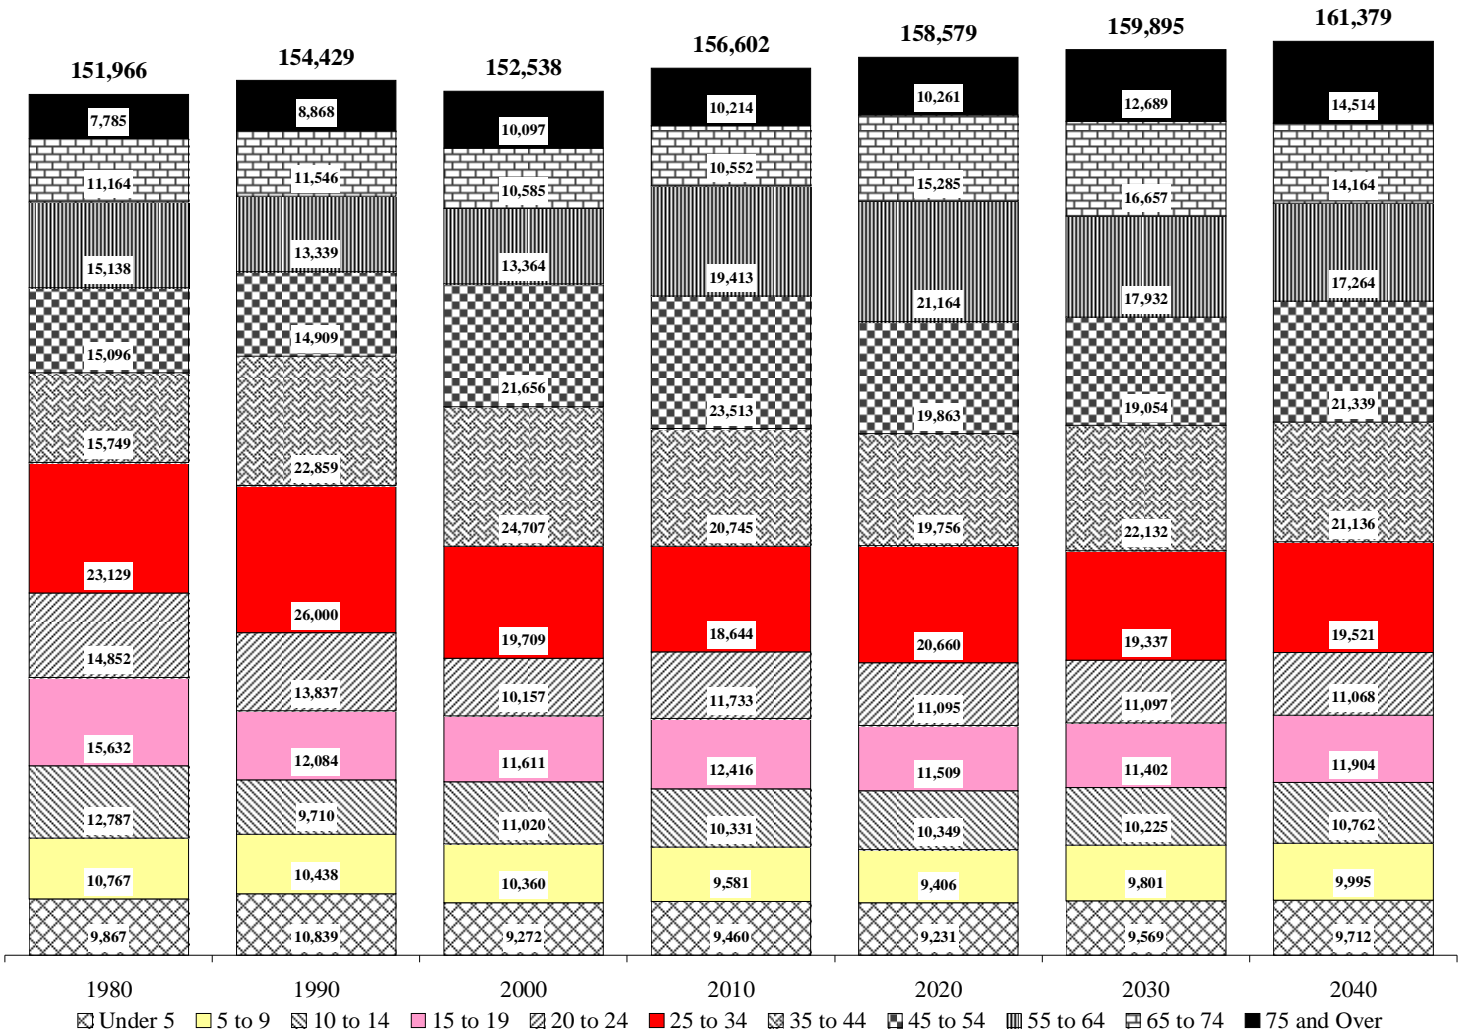 151,966 154,429 152,538 156,602 158,579 159,895 161,379
7,785 8,868 10,097 10,214 10,261 12,689 14,514
11,164 11,546 10,585 10,552 15,285 16,657 14,164
15,138 13,339 13,364 19,413 21,164 17,932 17,264
15,096 14,909 21,656 23,513 19,863 19,054 21,339
15,749 22,859 24,707 20,745 19,756 22,132 21,136
23,129 26,000 19,709 18,644 20,660 19,337 19,521
14,852 13,837 10,157 11,733 11,095 11,097 11,068
15,632 12,084 11,611 12,416 11,509 11,402 11,904
12,787 9,710 11,020 10,331 10,349 10,225 10,762
10,767 10,438 10,360 9,581 9,406 9,801 9,995
9,867 10,839 9,272 9,460 9,231 9,569 9,712
1980 1990 2000 2010 2020 2030 2040
Under 5 5 to 9 10 to 14 15 to 19 20 to 24 25 to 34 35 to 44 45 to 54 55 to 64 65 to 74 75 and Over